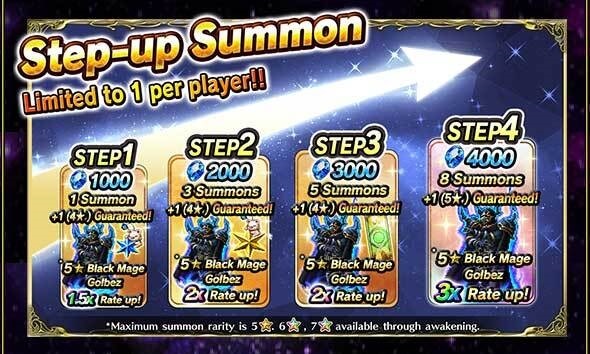 Step-up Summon
Limited to 1 per player!!
STEP1
1000
1 Summon
+1 (4★) Guaranteed!
*5★ Black Mage
Golbez
1.5x Rate up!
STEP2
2000
3 Summons
+1 (4★) Guaranteed!
*5★ Black Mage
Golbez
2x Rate up!
STEP3
3000
5 Summons
+1 (4★) Guaranteed!
*5★ Black Mage
Golbez
2x Rate up!
STEP4
4000
8 Summons
+1 (5★) Guaranteed!
*5★ Black Mage
Golbez
3x Rate up!
*Maximum summon rarity is 5★. 6★, 7★ available through awakening.